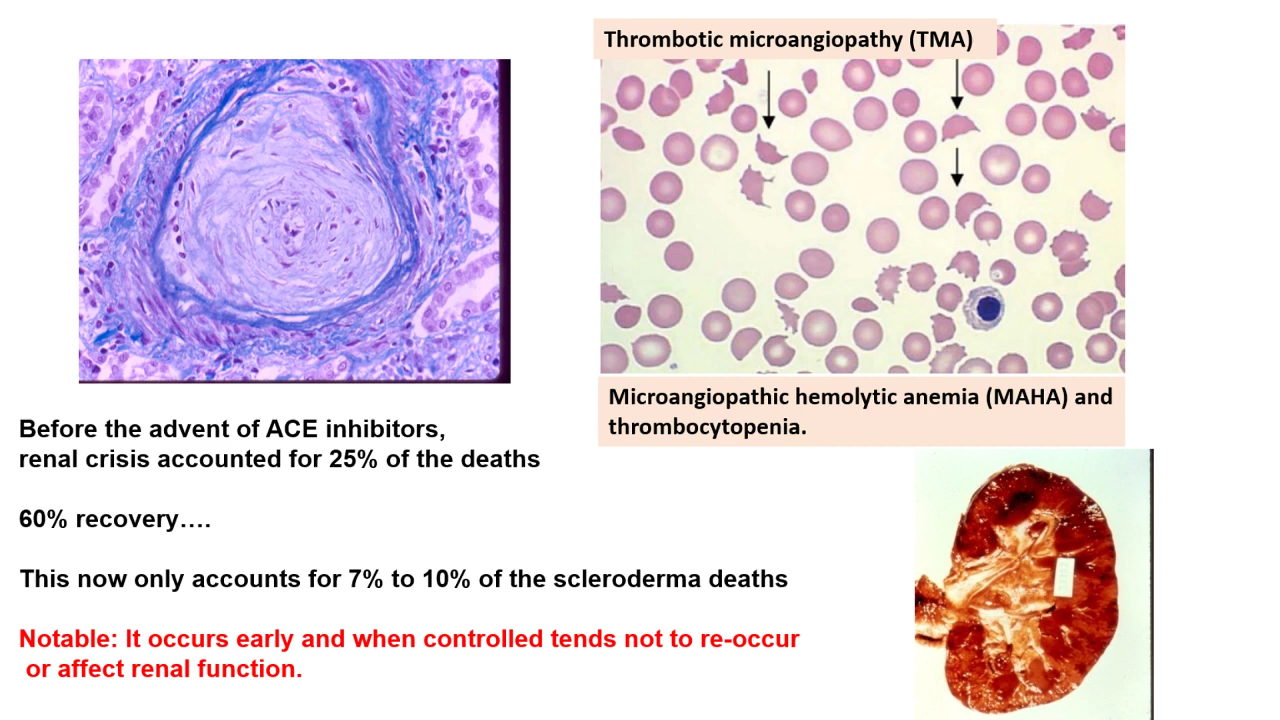 Thrombotic microangiopathy (TMA)
Microangiopathic hemolytic anemia (MAHA) and
thrombocytopenia.
Before the advent of ACE inhibitors,
renal crisis accounted for 25% of the deaths
60% recovery….
This now only accounts for 7% to 10% of the scleroderma deaths
Notable: It occurs early and when controlled tends not to re-occur
or affect renal function.